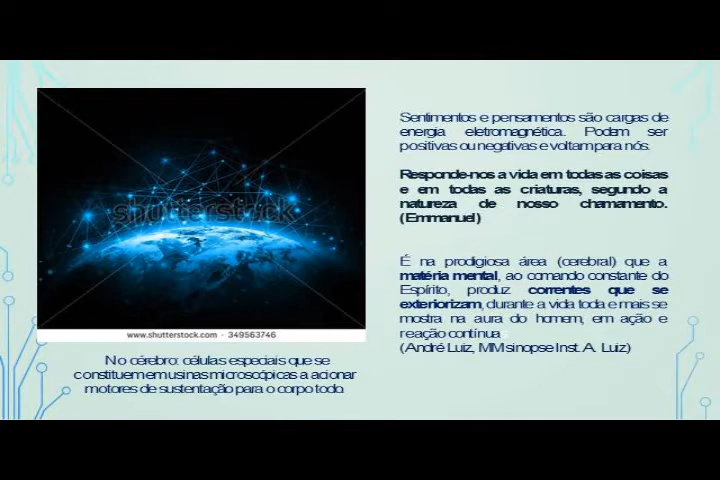 shutterstock
www.shutterstock.com · 349563746
No cérebro: células especiais que se
constituem em usinas microscópicas a acionar
motores de sustentação para o corpo todo.
Sentimentos e pensamentos são cargas de
energia eletromagnética. Podem ser
positivas ou negativas e voltam para nós.
Responde-nos a vida em todas as coisas
e em todas as criaturas, segundo a
natureza de nosso chamamento.
(Emmanuel)
É na prodigiosa área (cerebral) que a
matéria mental, ao comando constante do
Espírito, produz correntes que se
exteriorizam, durante a vida toda e mais se
mostra na aura do homem, em ação e
reação contínua
(André Luiz, MM sinopse Inst. A. Luiz)